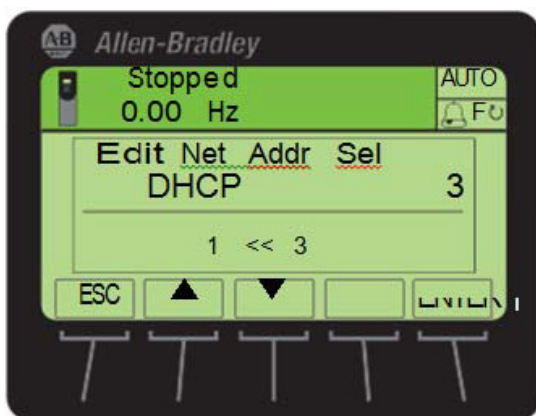 AB Allen-Bradley
Stopped AUTO
0.00 Hz F
Edit Net Addr Sel
DHCP 3
1 << 3
ESC ▲ ▼